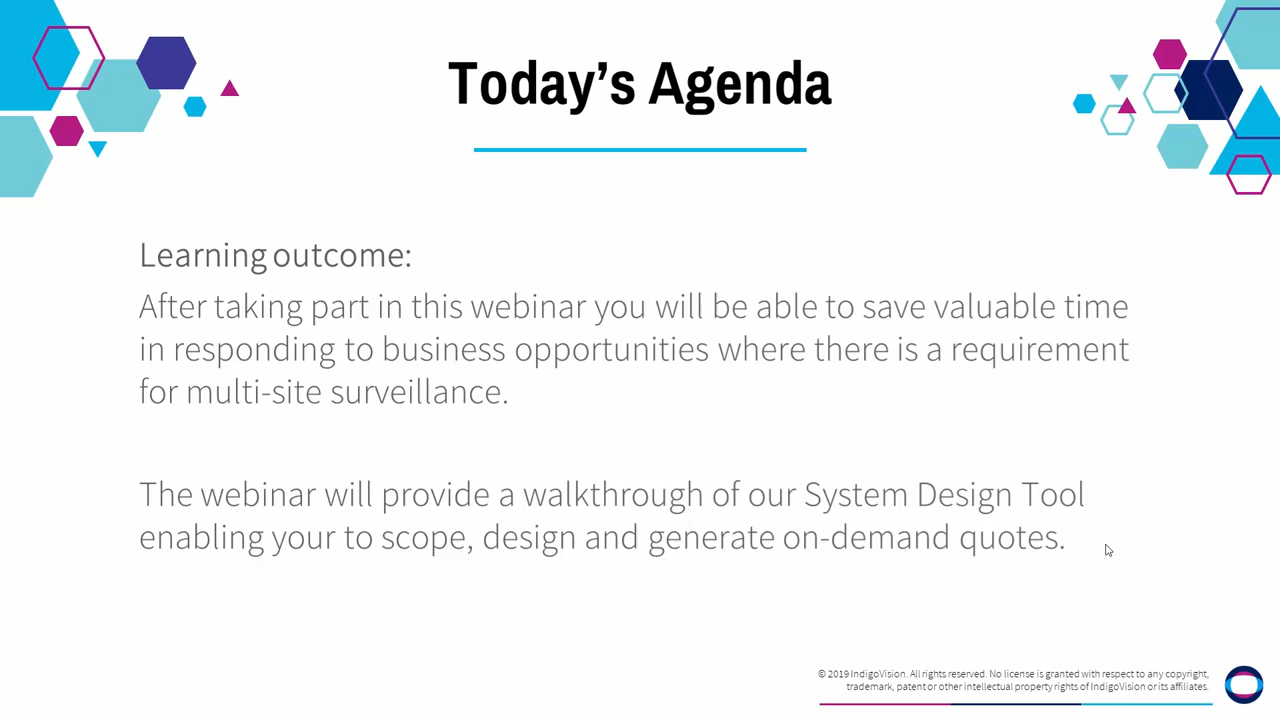 Today’s Agenda
Learning outcome:
After taking part in this webinar you will be able to save valuable time
in responding to business opportunities where there is a requirement
for multi-site surveillance.
The webinar will provide a walkthrough of our System Design Tool
enabling your to scope, design and generate on-demand quotes.
© 2019 IndigoVision. All rights reserved. No license is granted with respect to any copyright,
trademark, patent or other intellectual property rights of IndigoVision or its affiliates.